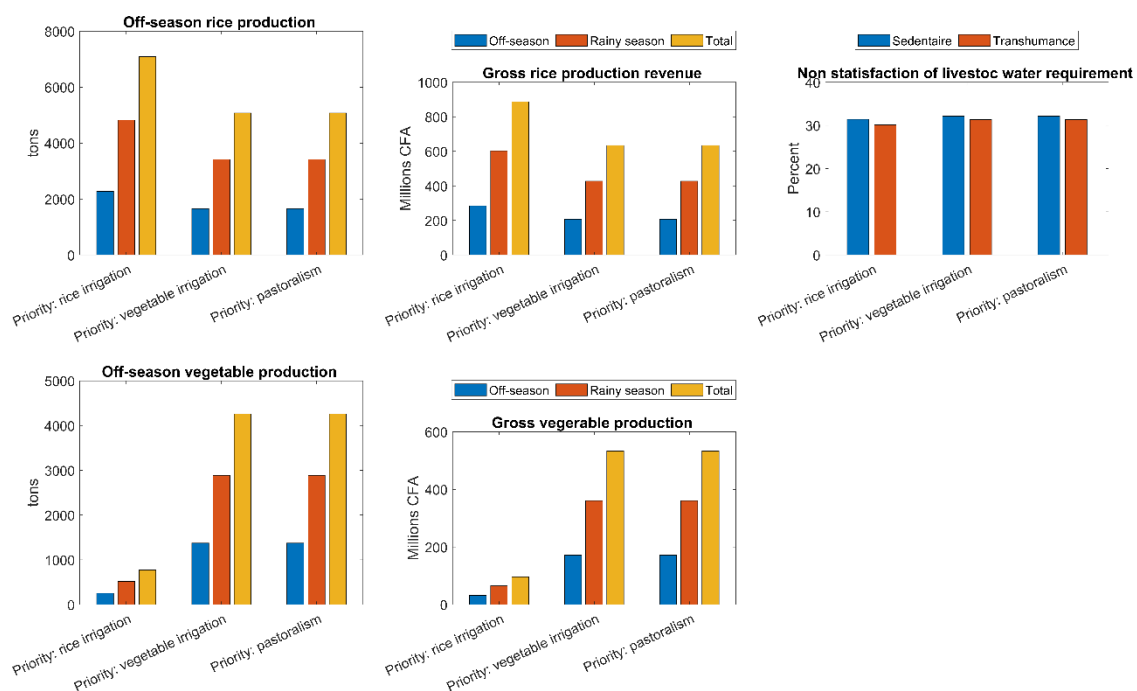 Off-season rice production
8000
6000
4000
2000
0
tons
Priority: rice irrigation
Priority: vegetable irrigation
Priority: pastoralism
Off-season Rainy season Total
Gross rice production revenue
1000
800
600
400
200
0
Millions CFA
Priority: rice irrigation
Priority: vegetable irrigation
Priority: pastoralism
Sedentaire Transhumance
Non statisfaction of livestoc water requirement
40
30
20
10
0
Percent
Priority: rice irrigation
Priority: vegetable irrigation
Priority: pastoralism
Off-season vegetable production
5000
4000
3000
2000
1000
0
tons
Priority: rice irrigation
Priority: vegetable irrigation
Priority: pastoralism
Off-season Rainy season Total
Gross vegerable production
600
400
200
0
Millions CFA
Priority: rice irrigation
Priority: vegetable irrigation
Priority: pastoralism